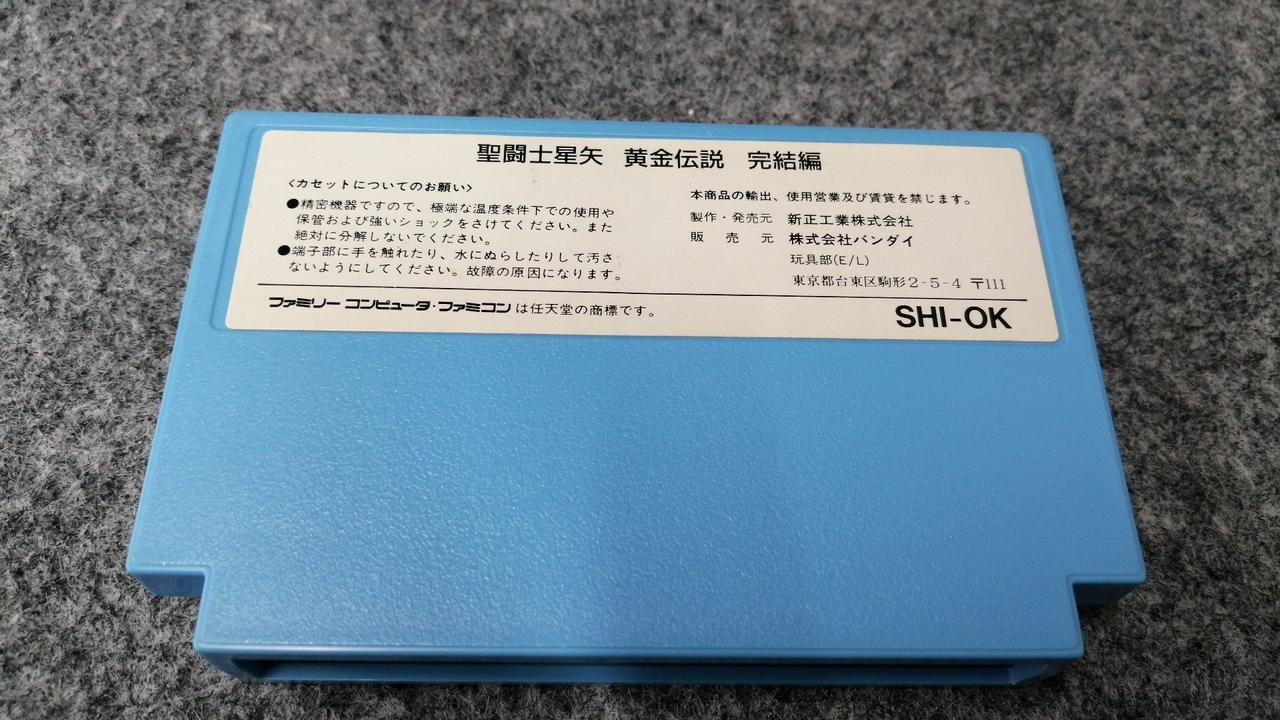 聖闘士星矢 黄金伝説 完結編
〈カセットについてのお願い〉
●精密機器ですので、極端な温度条件下での使用や
保管および強いショックをさけてください。また
絶対に分解しないでください。
●端子部に手を触れたり、水にぬらしたりして汚さ
ないようにしてください。故障の原因になります。
本商品の輸出、使用営業及び賃貸を禁じます。
製作・発売元 新正工業株式会社
販売元 株式会社バンダイ
玩具部(E/L)
東京都台東区駒形2-5-4 〒111
ファミリーコンピュータ・ファミコンは任天堂の商標です。
SHI-OK